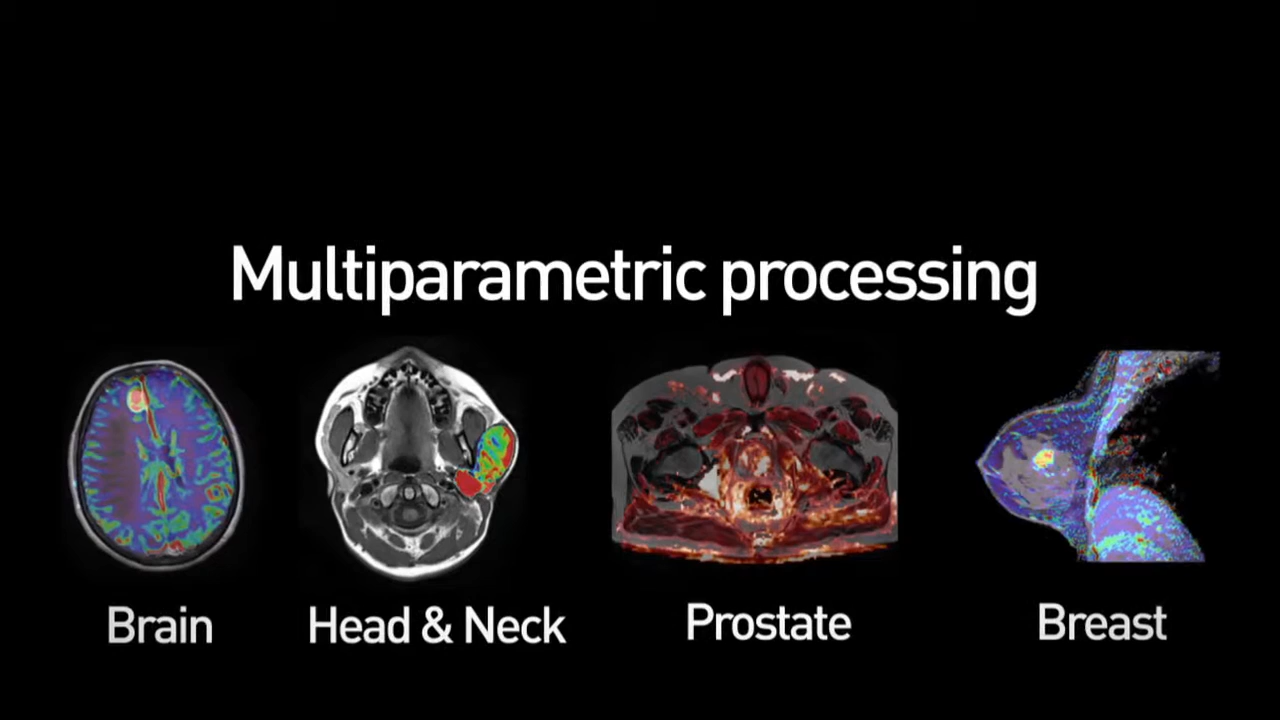 Multiparametric processing
Brain
Head & Neck
Prostate
Breast